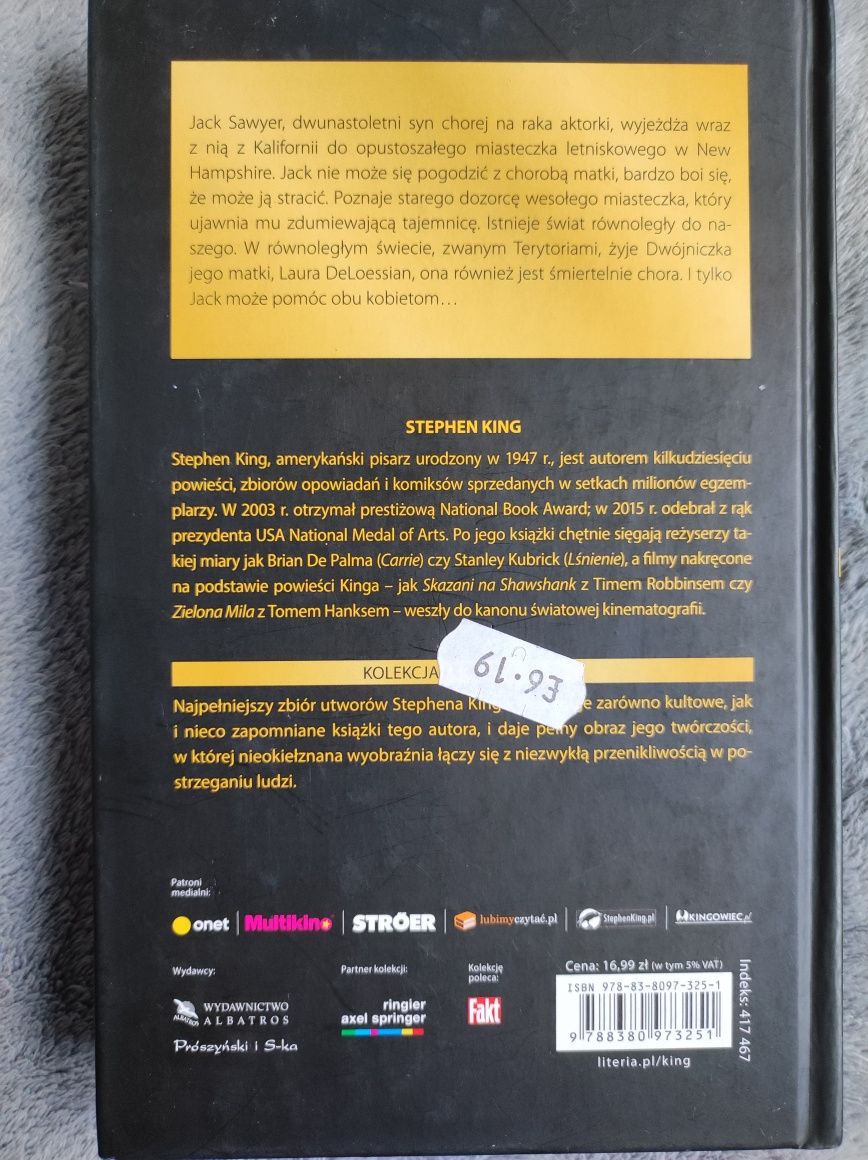 Jack Sawyer, dwunastoletni syn chorej na raka aktorki, wyjeżdża wraz
z nią z Kalifornii do opustoszałego miasteczka letniskowego w New
Hampshire. Jack nie może się pogodzić z chorobą matki, bardzo boi się,
że może ją stracić. Poznaje starego dozorcę wesołego miasteczka, który
ujawnia mu zdumiewającą tajemnicę. Istnieje świat równoległy do na-
szego. W równoległym świecie, zwanym Terytoriami, żyje Dwójniczka
jego matki, Laura DeLoessian, ona również jest śmiertelnie chora. I tylko
Jack może pomóc obu kobietom…
STEPHEN KING
Stephen King, amerykański pisarz urodzony w 1947 r., jest autorem kilkudziesięciu
powieści, zbiorów opowiadań i komiksów sprzedanych w setkach milionów egzem-
plarzy. W 2003 r. otrzymał prestiżową National Book Award; w 2015 r. odebrał z rąk
prezydenta USA National Medal of Arts. Po jego książki chętnie sięgają reżyserzy ta-
kiej miary jak Brian De Palma (Carrie) czy Stanley Kubrick (Lśnienie), a filmy nakręcone
na podstawie powieści Kinga – jak Skazani na Shawshank z Timem Robbinsem czy
Zielona Mila z Tomem Hanksem – weszły do kanonu światowej kinematografii.
KOLEKCJA
£6.19
Najpełniejszy zbiór utworów Stephena zarówno kultowe, jak
i nieco zapomniane książki tego autora, i daje pełny obraz jego twórczości,
w której nieokiełznana wyobraźnia łączy się z niezwykłą przenikliwością w po-
strzeganiu ludzi.
Patroni
medialni:
onet Multikino STRÖER lubimyczytać.pl StephenKing.pl KINGOWIEC.pl
Wydawcy:
WYDAWNICTWO
ALBATROS
ALBATROS
Prószyński i S-ka
Partner kolekcji:
ringier
axel springer
Kolekcję
poleca:
Fakt
Cena: 16,99 zł (w tym 5% VAT)
ISBN 978-83-8097-325-1
9 788380 973251
literia.pl/king
Indeks: 417 467